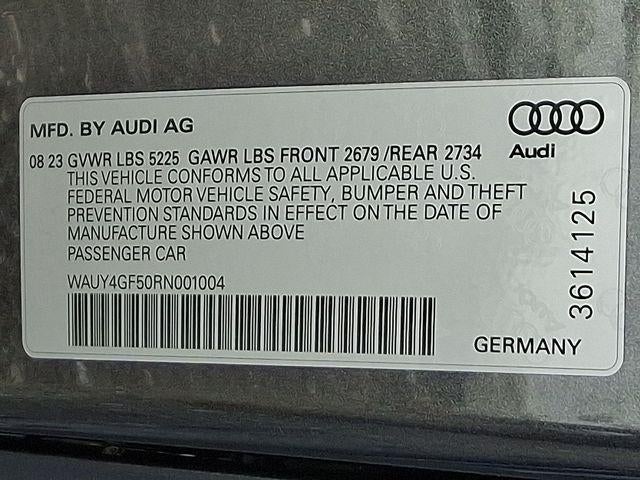 MFD. BY AUDI AG
Audi
08 23 GVWR LBS 5225 GAWR LBS FRONT 2679 /REAR 2734
THIS VEHICLE CONFORMS TO ALL APPLICABLE U.S.
FEDERAL MOTOR VEHICLE SAFETY, BUMPER AND THEFT
PREVENTION STANDARDS IN EFFECT ON THE DATE OF
MANUFACTURE SHOWN ABOVE
PASSENGER CAR
WAUY4GF50RN001004
3614125
GERMANY